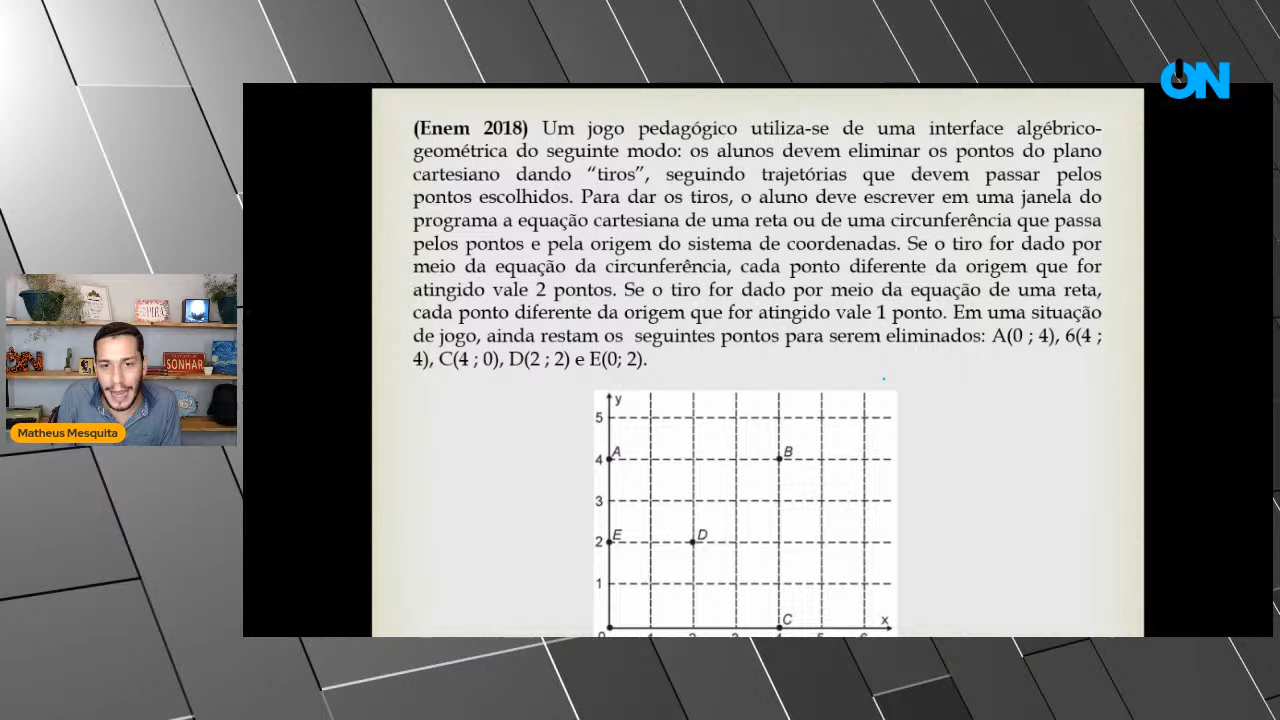 ON
(Enem 2018) Um jogo pedagógico utiliza-se de uma interface algébrico-
geométrica do seguinte modo: os alunos devem eliminar os pontos do plano
cartesiano dando “tiros”, seguindo trajetórias que devem passar pelos
pontos escolhidos. Para dar os tiros, o aluno deve escrever em uma janela do
programa a equação cartesiana de uma reta ou de uma circunferência que passa
pelos pontos e pela origem do sistema de coordenadas. Se o tiro for dado por
meio da equação da circunferência, cada ponto diferente da origem que for
atingido vale 2 pontos. Se o tiro for dado por meio da equação de uma reta,
cada ponto diferente da origem que for atingido vale 1 ponto. Em uma situação
de jogo, ainda restam os seguintes pontos para serem eliminados: A(0 ; 4), 6(4 ;
4), C(4 ; 0), D(2 ; 2) e E(0; 2).
y
5
4 A B
3
2 E D
1
C x
SONHAR
Matheus Mesquita